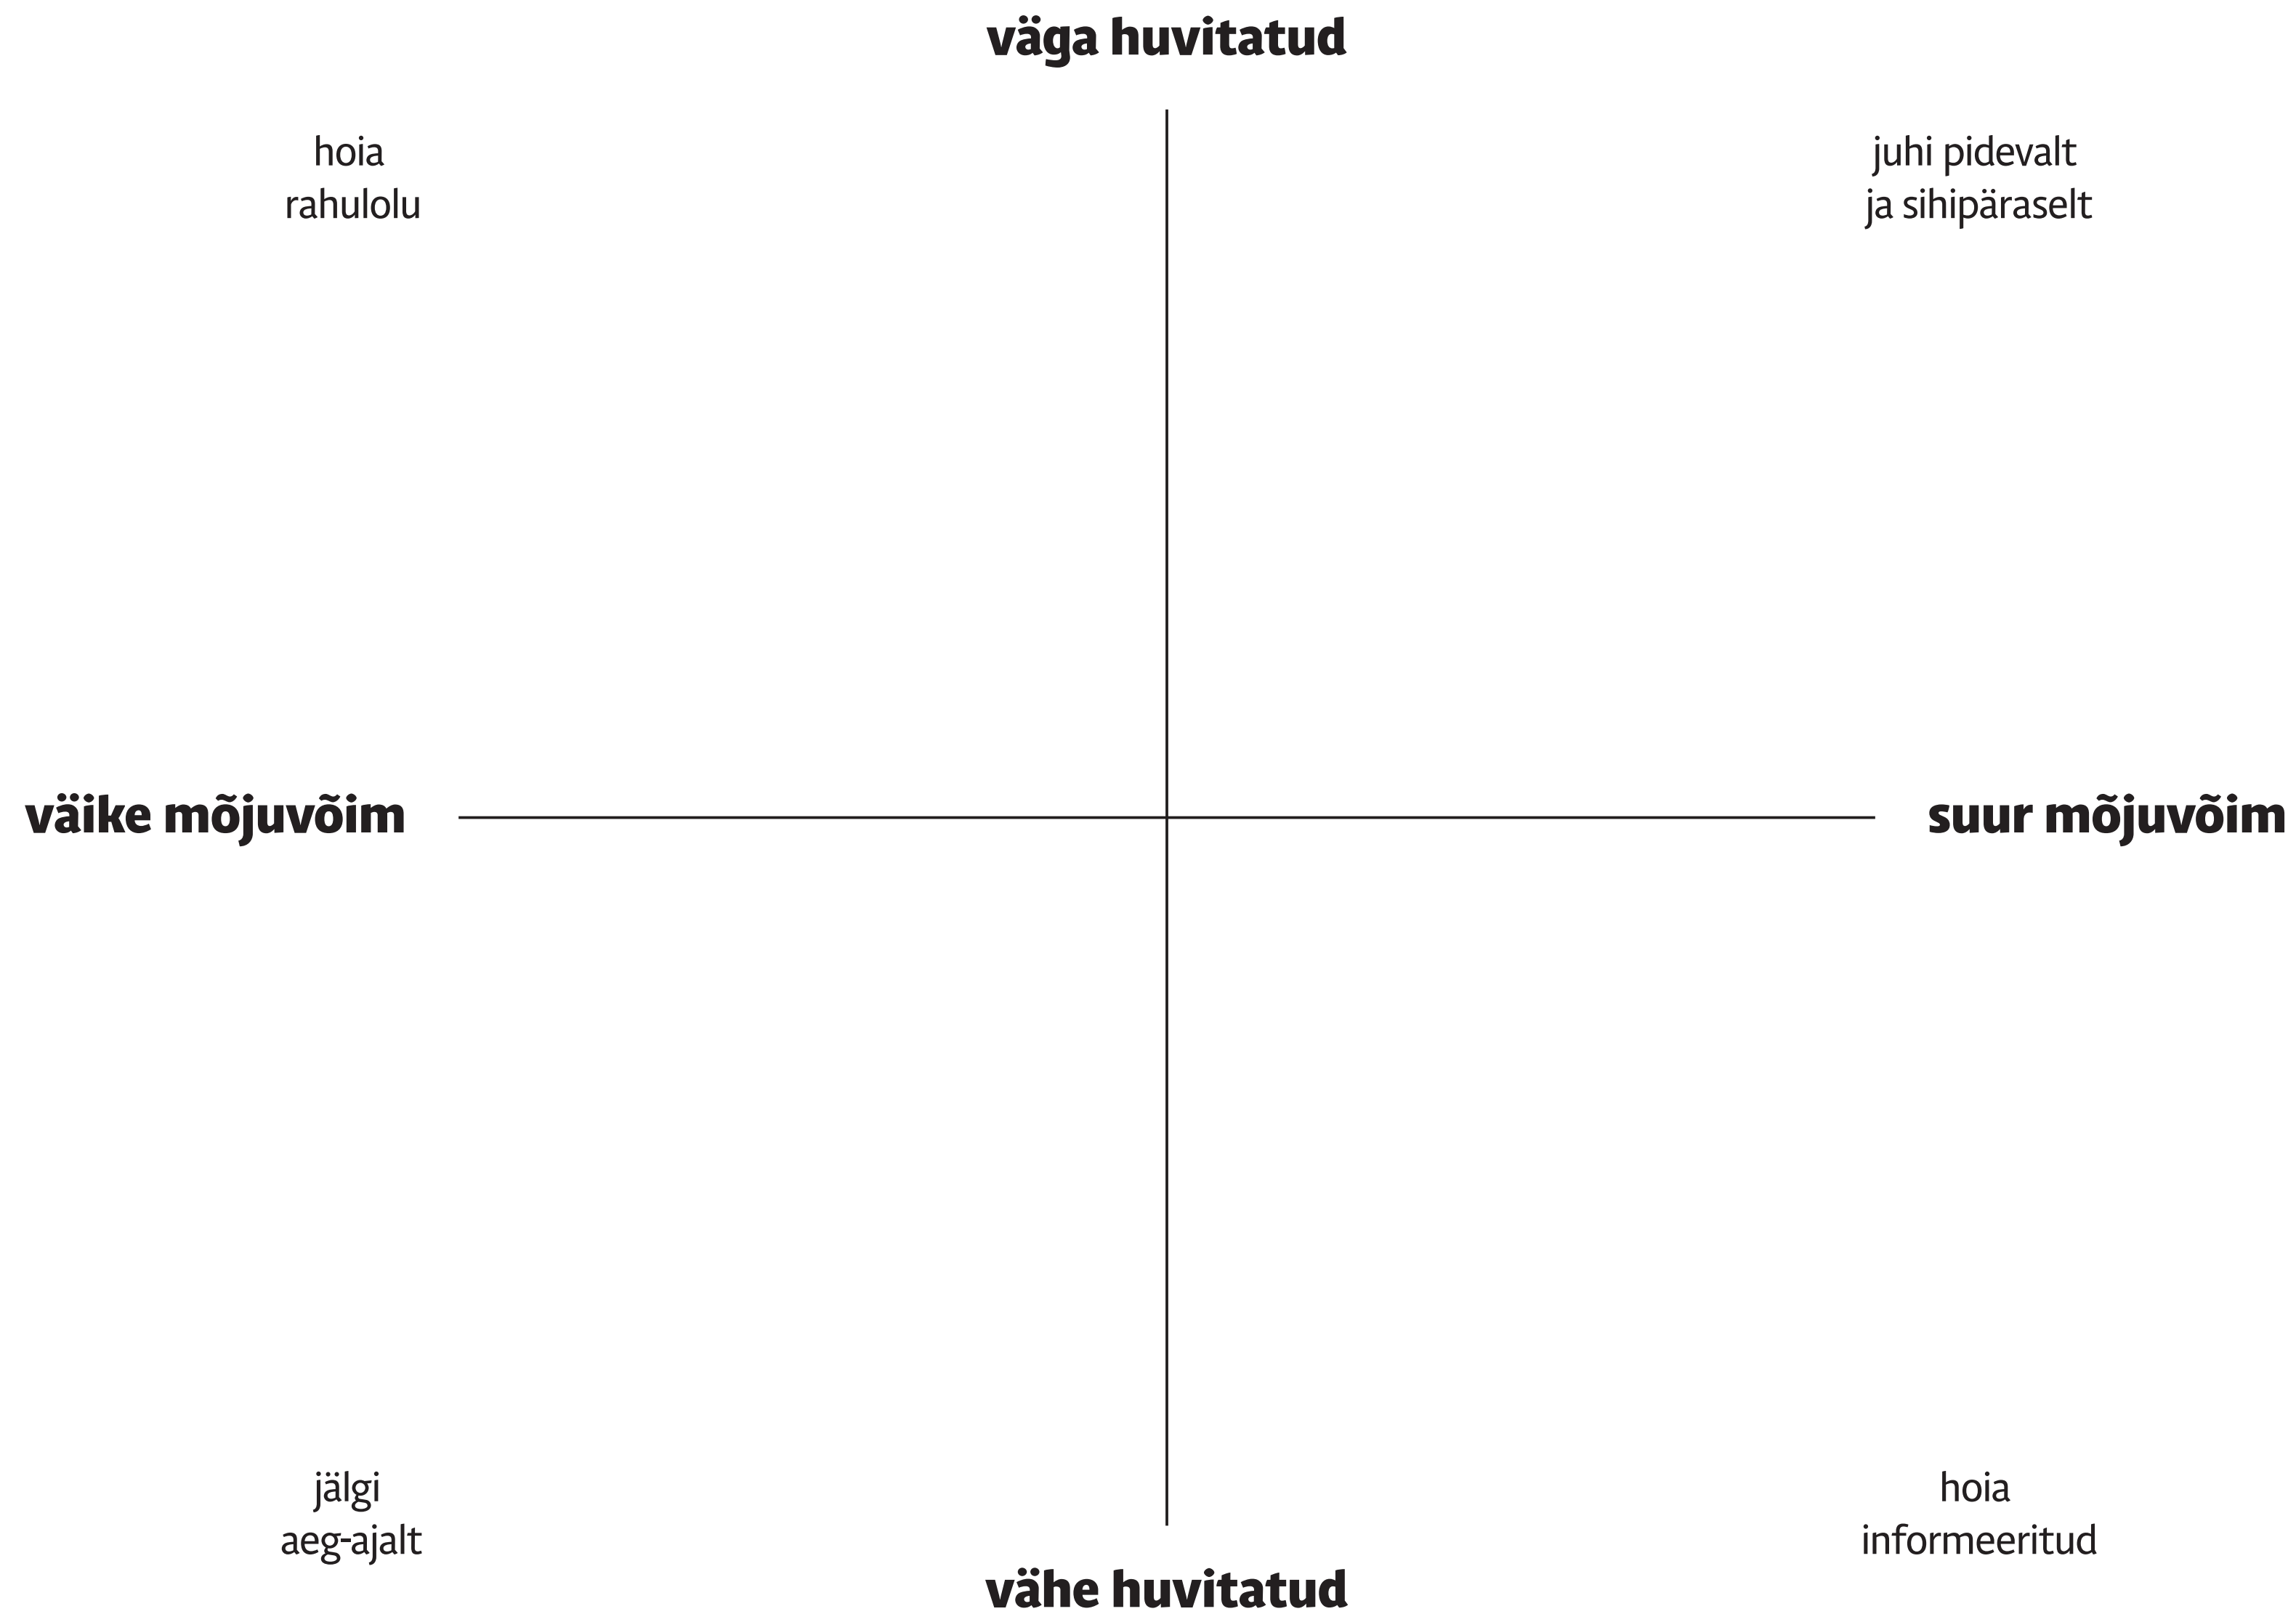 väga huvitatud
hoia
rahulolu
juhi pidevalt
ja sihipäraselt
väike mõjuvõim
suur mõjuvõim
jälgi
aeg-ajalt
hoia
informeeritud
vähe huvitatud